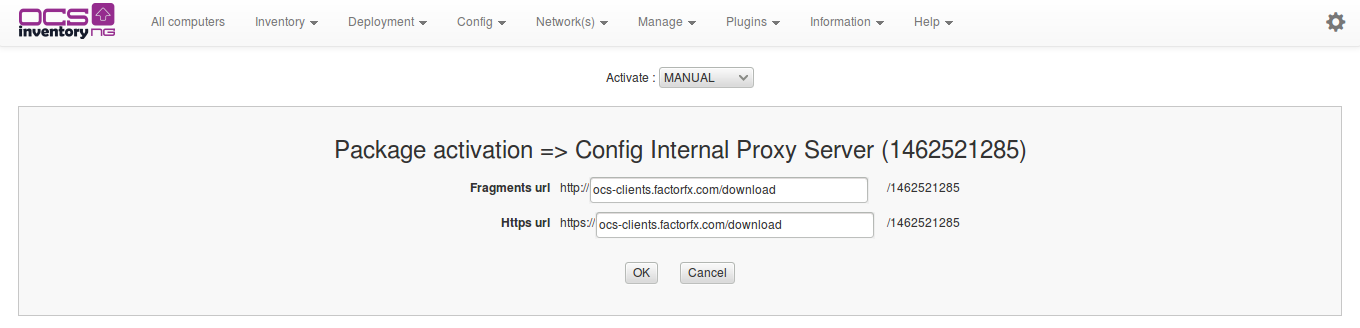 OCS inventory NG
All computers Inventory Deployment Config Network(s) Manage Plugins Information Help
Activate : MANUAL
Package activation => Config Internal Proxy Server (1462521285)
Fragments url http://ocs-clients.factorfx.com/download /1462521285
Https url https://ocs-clients.factorfx.com/download /1462521285
OK Cancel